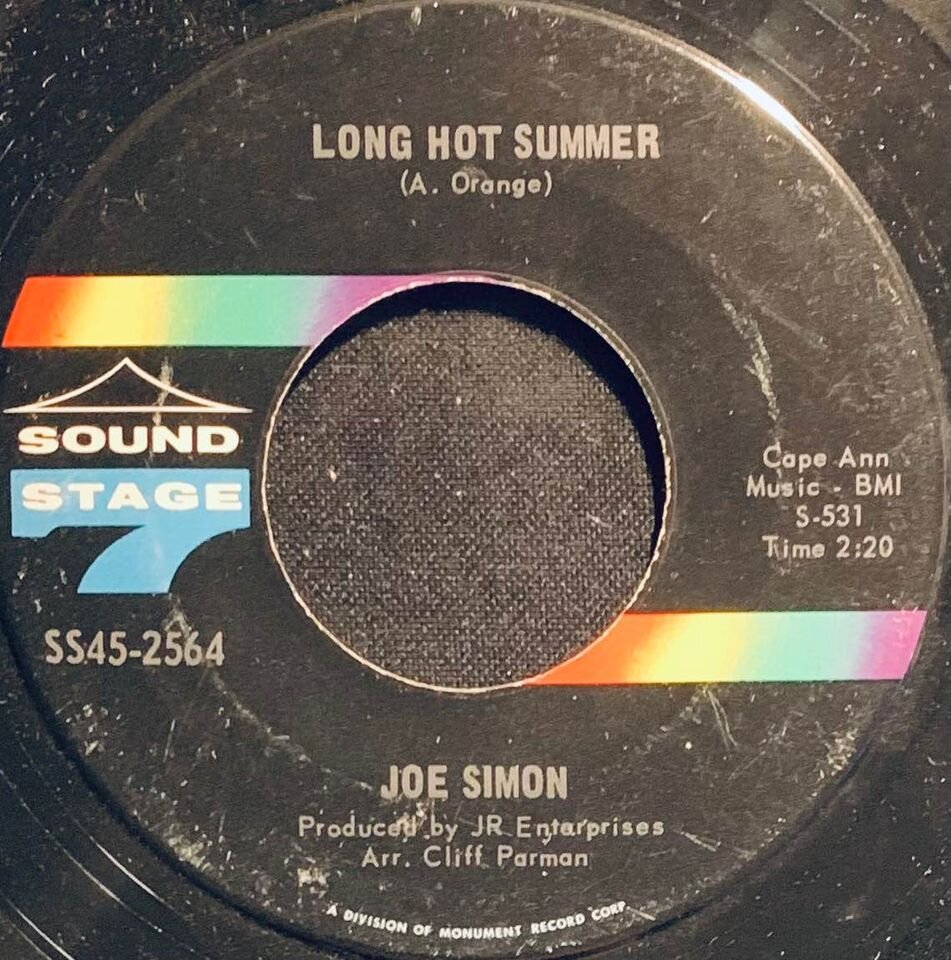 LONG HOT SUMMER
(A. Orange)
SOUND
STAGE
7
Cape Ann
Music - BMI
S-531
Time 2:20
SS45-2564
JOE SIMON
Produced by JR Enterprises
Arr. Cliff Parman
A DIVISION OF MONUMENT RECORD CORP.